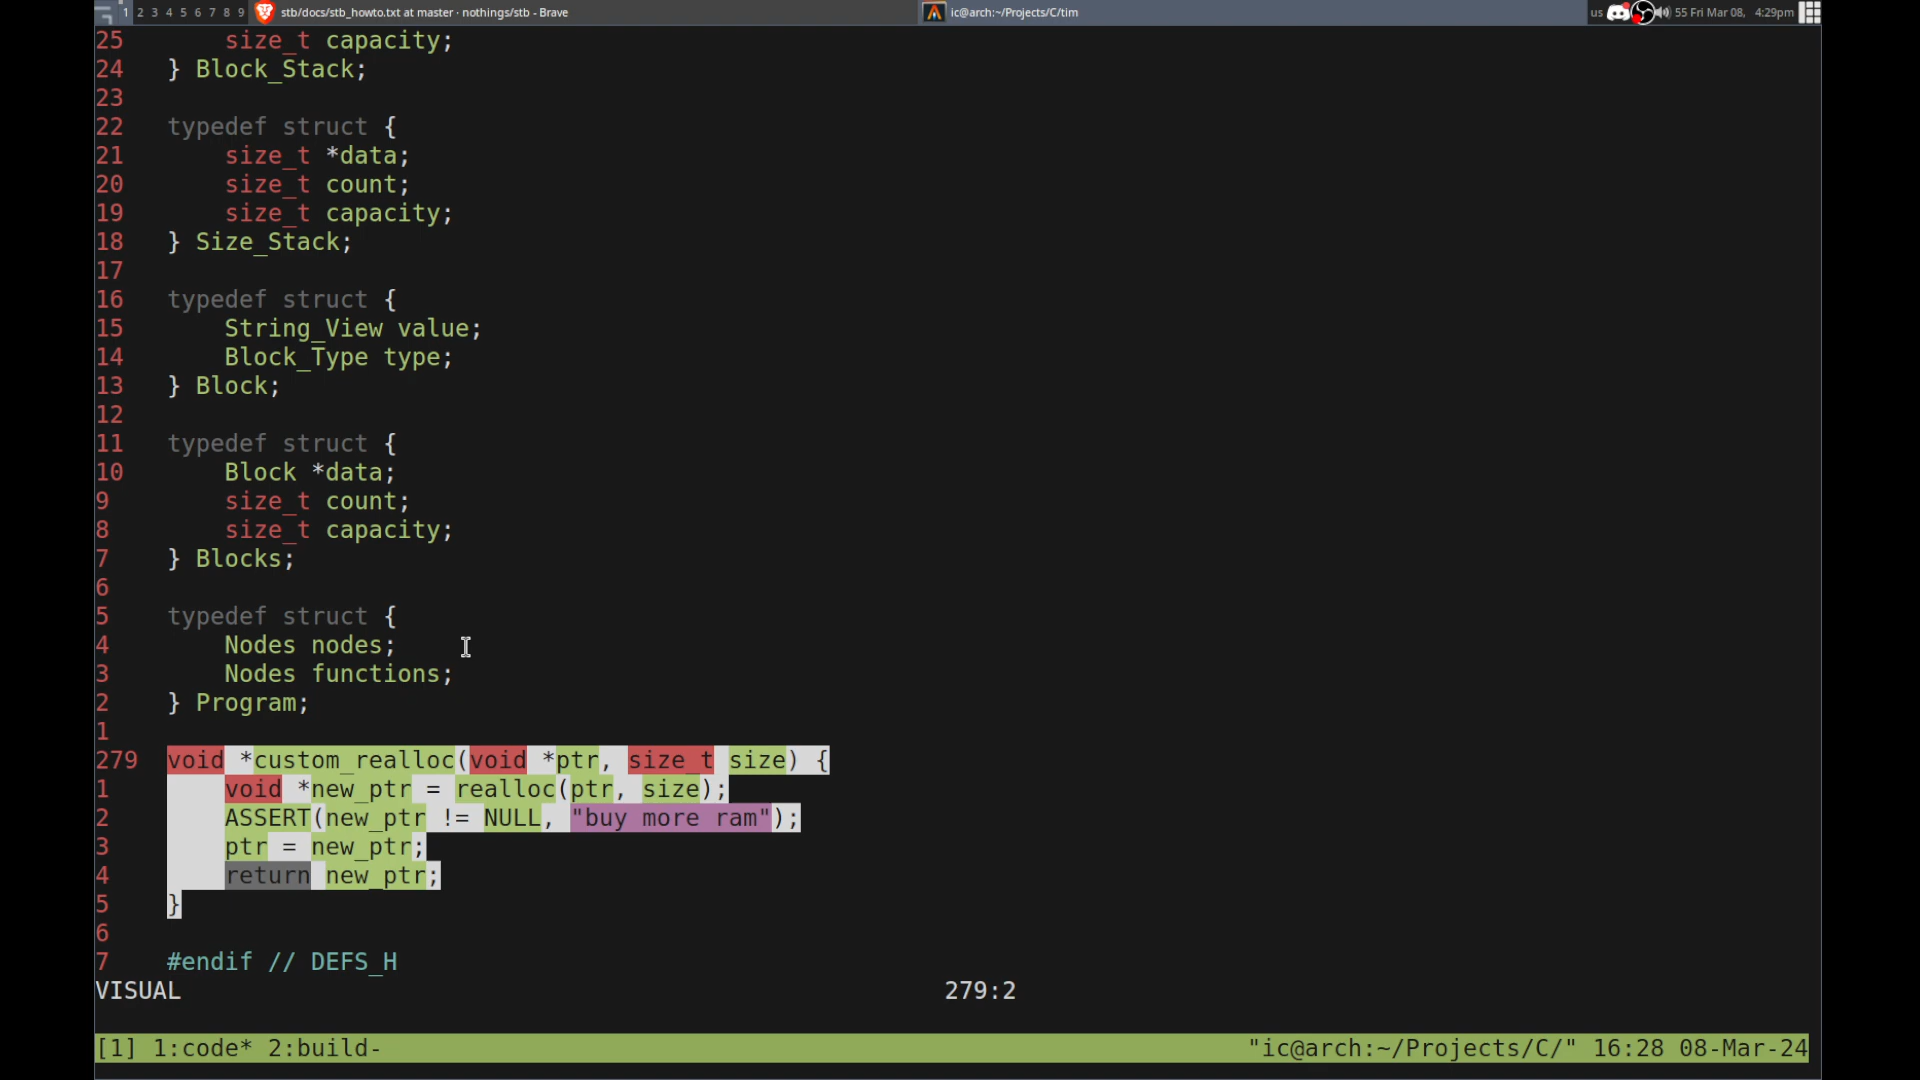 1 2 3 4 5 6 7 8 9 stb/docs/stb_howto.txt at master · nothings/stb - Brave ic@arch:~/Projects/C/tim us 55 Fri Mar 08, 4:29pm
25 size_t capacity;
24 } Block_Stack;
23
22 typedef struct {
21 size_t *data;
20 size_t count;
19 size_t capacity;
18 } Size_Stack;
17
16 typedef struct {
15 String_View value;
14 Block_Type type;
13 } Block;
12
11 typedef struct {
10 Block *data;
9 size_t count;
8 size_t capacity;
7 } Blocks;
6
5 typedef struct {
4 Nodes nodes;
3 Nodes functions;
2 } Program;
1
279 void *custom_realloc(void *ptr, size_t size) {
1 void *new_ptr = realloc(ptr, size);
2 ASSERT(new_ptr != NULL, "buy more ram");
3 ptr = new_ptr;
4 return new_ptr;
5 }
6
7 #endif // DEFS_H
VISUAL 279:2
[1] 1:code* 2:build- "ic@arch:~/Projects/C/" 16:28 08-Mar-24